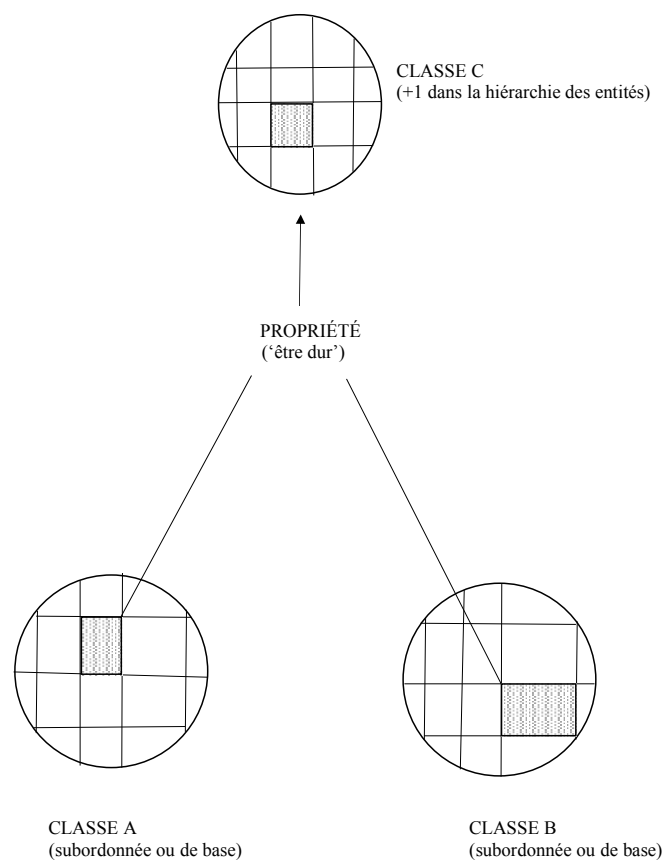 CLASSE C
(+1 dans la hiérarchie des entités)
PROPRIÉTÉ
(‘être dur’)
CLASSE A
(subordonnée ou de base)
CLASSE B
(subordonnée ou de base)